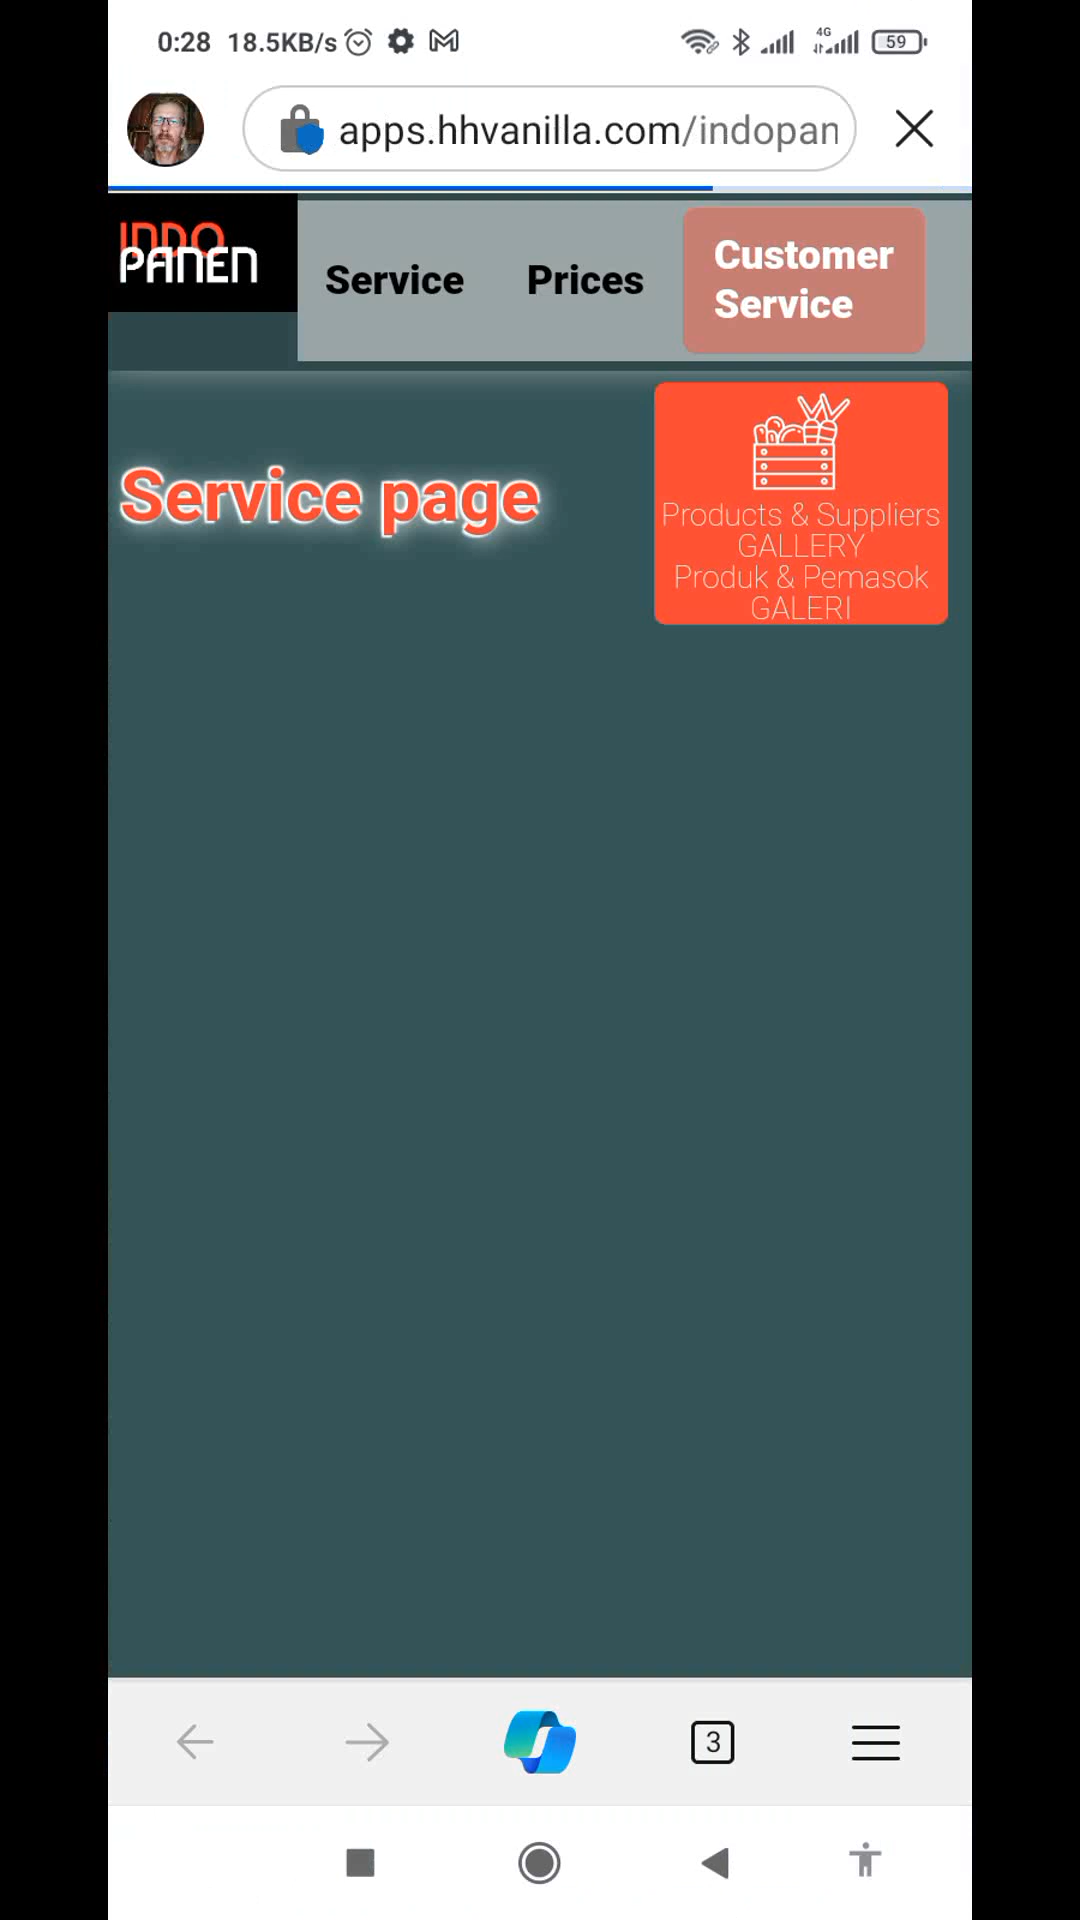 0:28 18.5KB/s 4G 59
apps.hhvanilla.com/indopan
INDO
PANEN
Service Prices Customer
Service
Service page
Products & Suppliers
GALLERY
Produk & Pemasok
GALERI
3